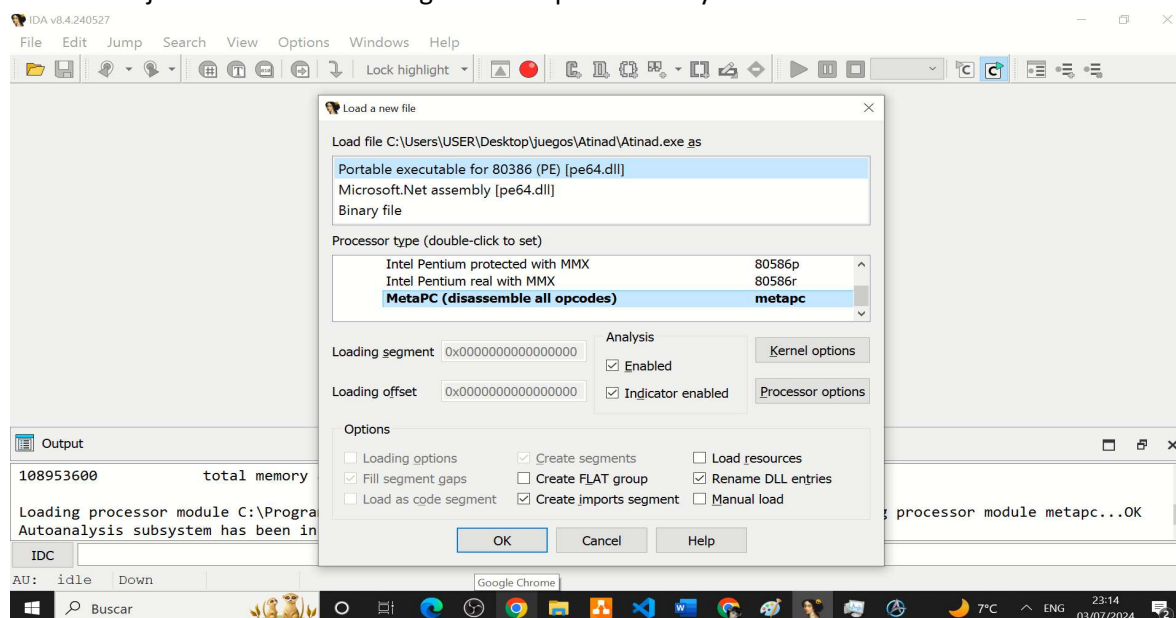 IDA v8.4.240527
File Edit Jump Search View Options Windows Help
Lock highlight
Load a new file
Load file C:\Users\USER\Desktop\juegos\Atinad\Atinad.exe as
Portable executable for 80386 (PE) [pe64.dll]
Microsoft.Net assembly [pe64.dll]
Binary file
Processor type (double-click to set)
Intel Pentium protected with MMX 80586p
Intel Pentium real with MMX 80586r
MetaPC (disassemble all opcodes) metapc
Analysis
Loading segment 0x0000000000000000
Enabled
Kernel options
Loading offset 0x0000000000000000
Indicator enabled
Processor options
Options
Loading options Create segments Load resources
Fill segment gaps Create FLAT group Rename DLL entries
Load as code segment Create imports segment Manual load
OK Cancel Help
Output
108953600 total memory
Loading processor module C:\Progra processor module metapc...OK
Autoanalysis subsystem has been in
IDC
AU: idle Down
Google Chrome
Buscar
7°C ENG 23:14
03/07/2024